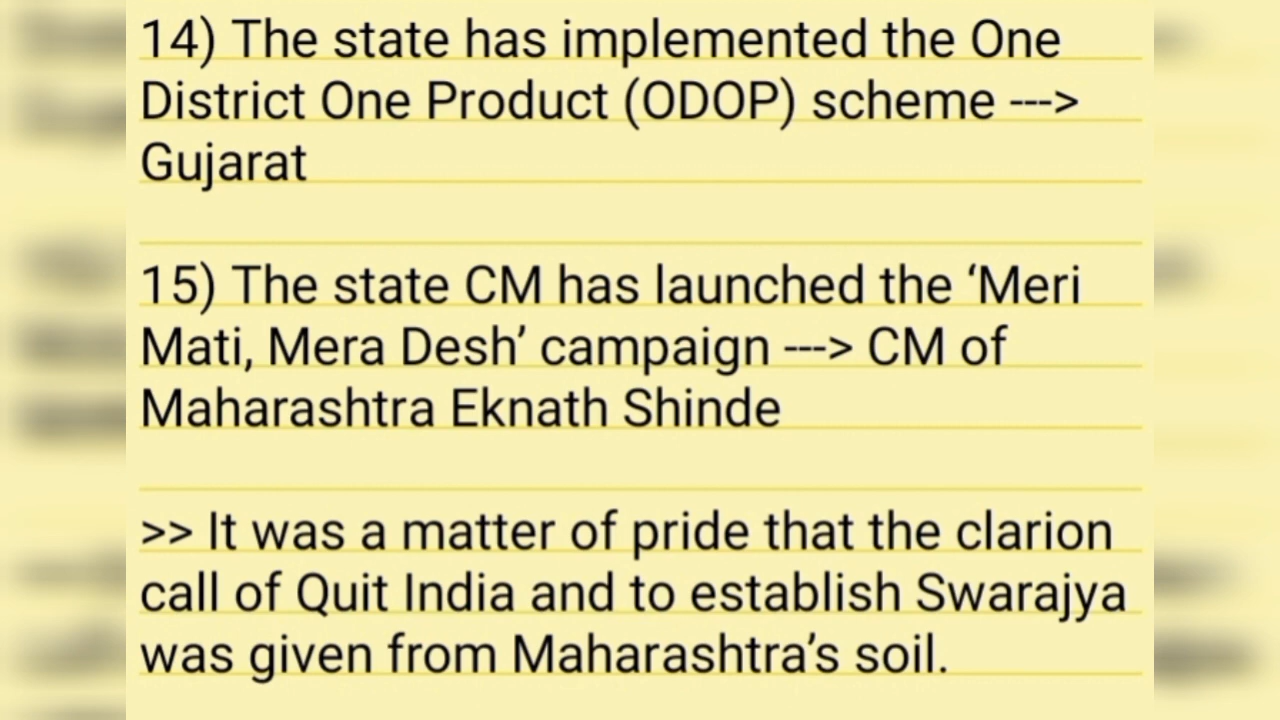 14) The state has implemented the One
District One Product (ODOP) scheme --->
Gujarat
15) The state CM has launched the ‘Meri
Mati, Mera Desh’ campaign ---> CM of
Maharashtra Eknath Shinde
>> It was a matter of pride that the clarion
call of Quit India and to establish Swarajya
was given from Maharashtra’s soil.